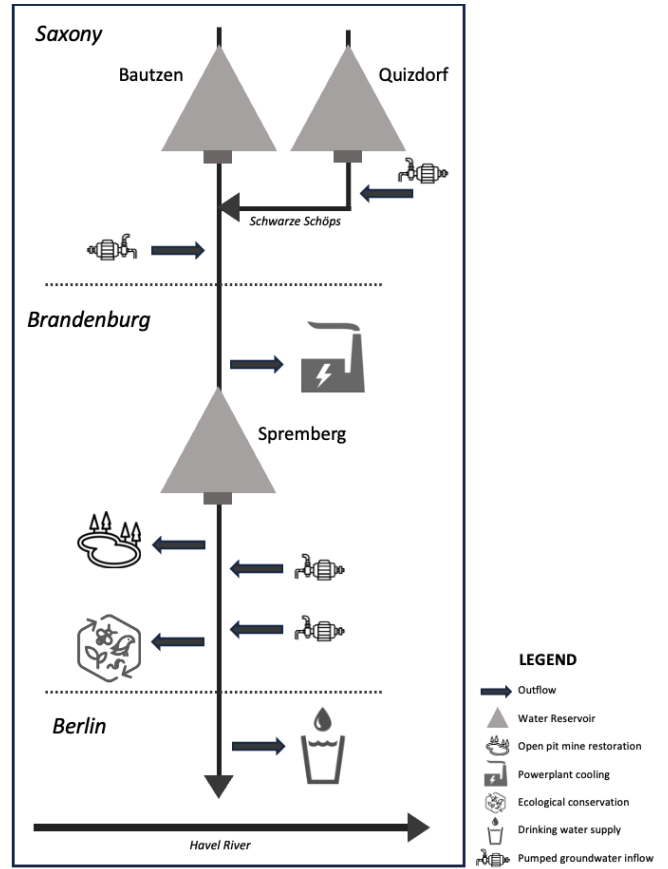 Saxony
Bautzen
Quizdorf
Schwarze Schöps
Brandenburg
Spremberg
Berlin
Havel River
LEGEND
Outflow
Water Reservoir
Open pit mine restoration
Powerplant cooling
Ecological conservation
Drinking water supply
Pumped groundwater inflow